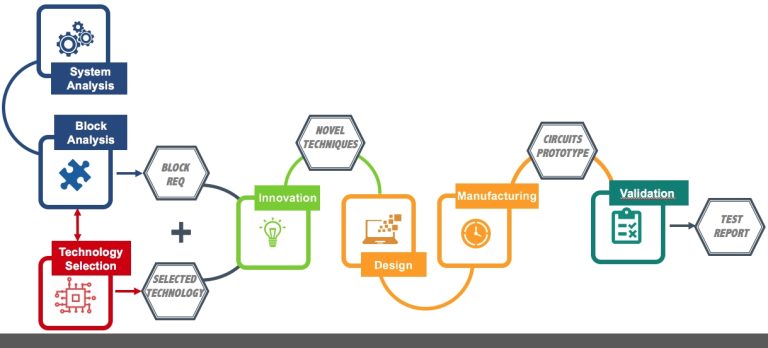 System
Analysis
Block
Analysis
BLOCK
REQ
Technology
Selection
SELECTED
TECHNOLOGY
+
Innovation
NOVEL
TECHNIQUES
Design
Manufacturing
CIRCUITS
PROTOTYPE
Validation
TEST
REPORT